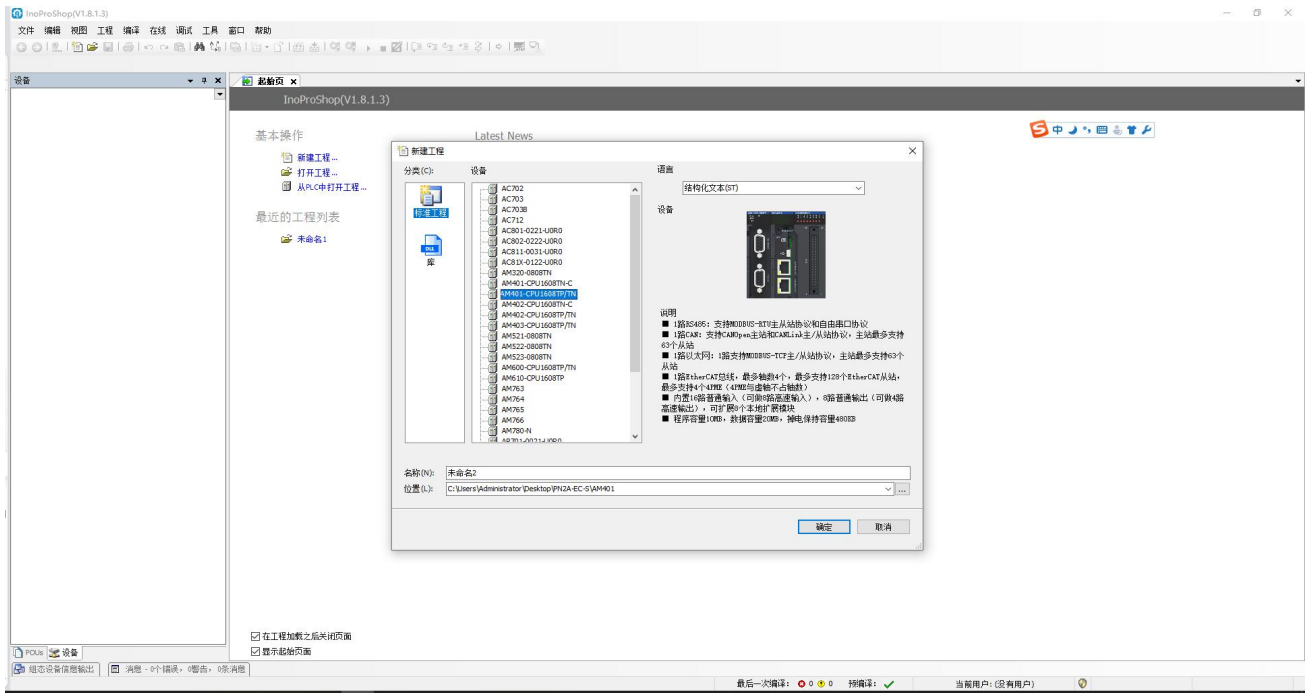 InoProShop(V1.8.1.3)
文件 编辑 视图 工程 编译 在线 调试 工具 窗口 帮助
设备
起始页
InoProShop(V1.8.1.3)
基本操作
新建工程...
打开工程...
从PLC中打开工程...
最近的工程列表
未命名1
Latest News
中
新建工程
分类(C):
标准工程
库
设备
AC702
AC703
AC703B
AC712
AC801-0221-U0R0
AC802-0222-U0R0
AC811-0031-U0R0
AC81X-0122-U0R0
AM320-0808TN
AM401-CPU1608TN-C
AM401-CPU1608TP/TN
AM402-CPU1608TN-C
AM402-CPU1608TP/TN
AM403-CPU1608TP/TN
AM521-0808TN
AM522-0808TN
AM523-0808TN
AM600-CPU1608TP/TN
AM610-CPU1608TP
AM763
AM764
AM765
AM766
AM780-N
语言
结构化文本(ST)
设备
说明
■ 1路RS485：支持MODBUS-RTU主从站协议和自由串口协议
■ 1路CAN：支持CANOpen主站和CANLink主/从站协议，主站最多支持
63个从站
■ 1路以太网：1路支持MODBUS-TCP主/从站协议，主站最多支持63个
从站
■ 1路EtherCAT总线，最多轴数4个，最多支持128个EtherCAT从站，
最多支持4个4PME（4PME与虚轴不占轴数）
■ 内置16路普通输入（可做8路高速输入），8路普通输出（可做4路
高速输出），可扩展8个本地扩展模块
■ 程序容量10MB，数据容量20MB，掉电保持容量480KB
名称(N): 未命名2
位置(L): C:\Users\Administrator\Desktop\PN2A-EC-S\AM401
确定 取消
在工程加载之后关闭页面
显示起始页面
POUs 设备
组态设备信息输出 消息 - 0个错误，0警告，0条消息
最后一次编译： 0 0 预编译： 当前用户: (没有用户)